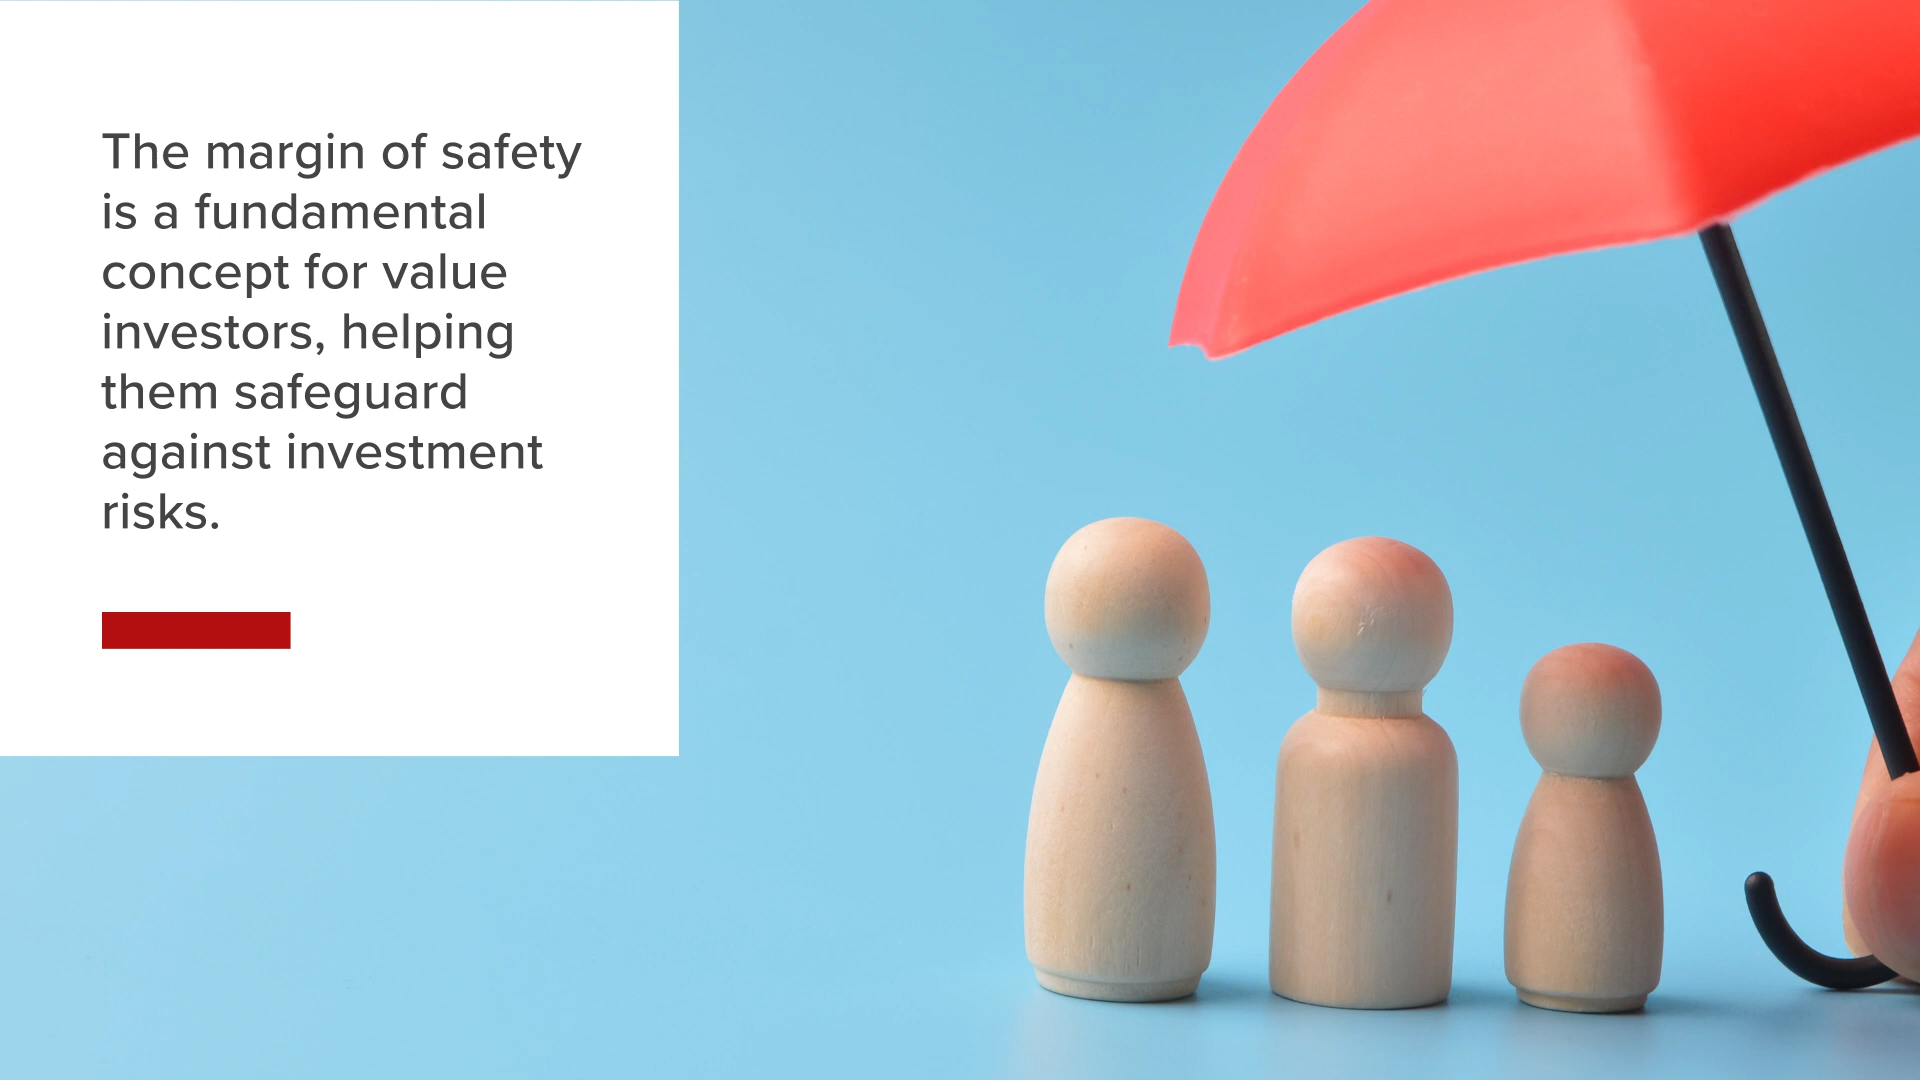 The margin of safety
is a fundamental
concept for value
investors, helping
them safeguard
against investment
risks.